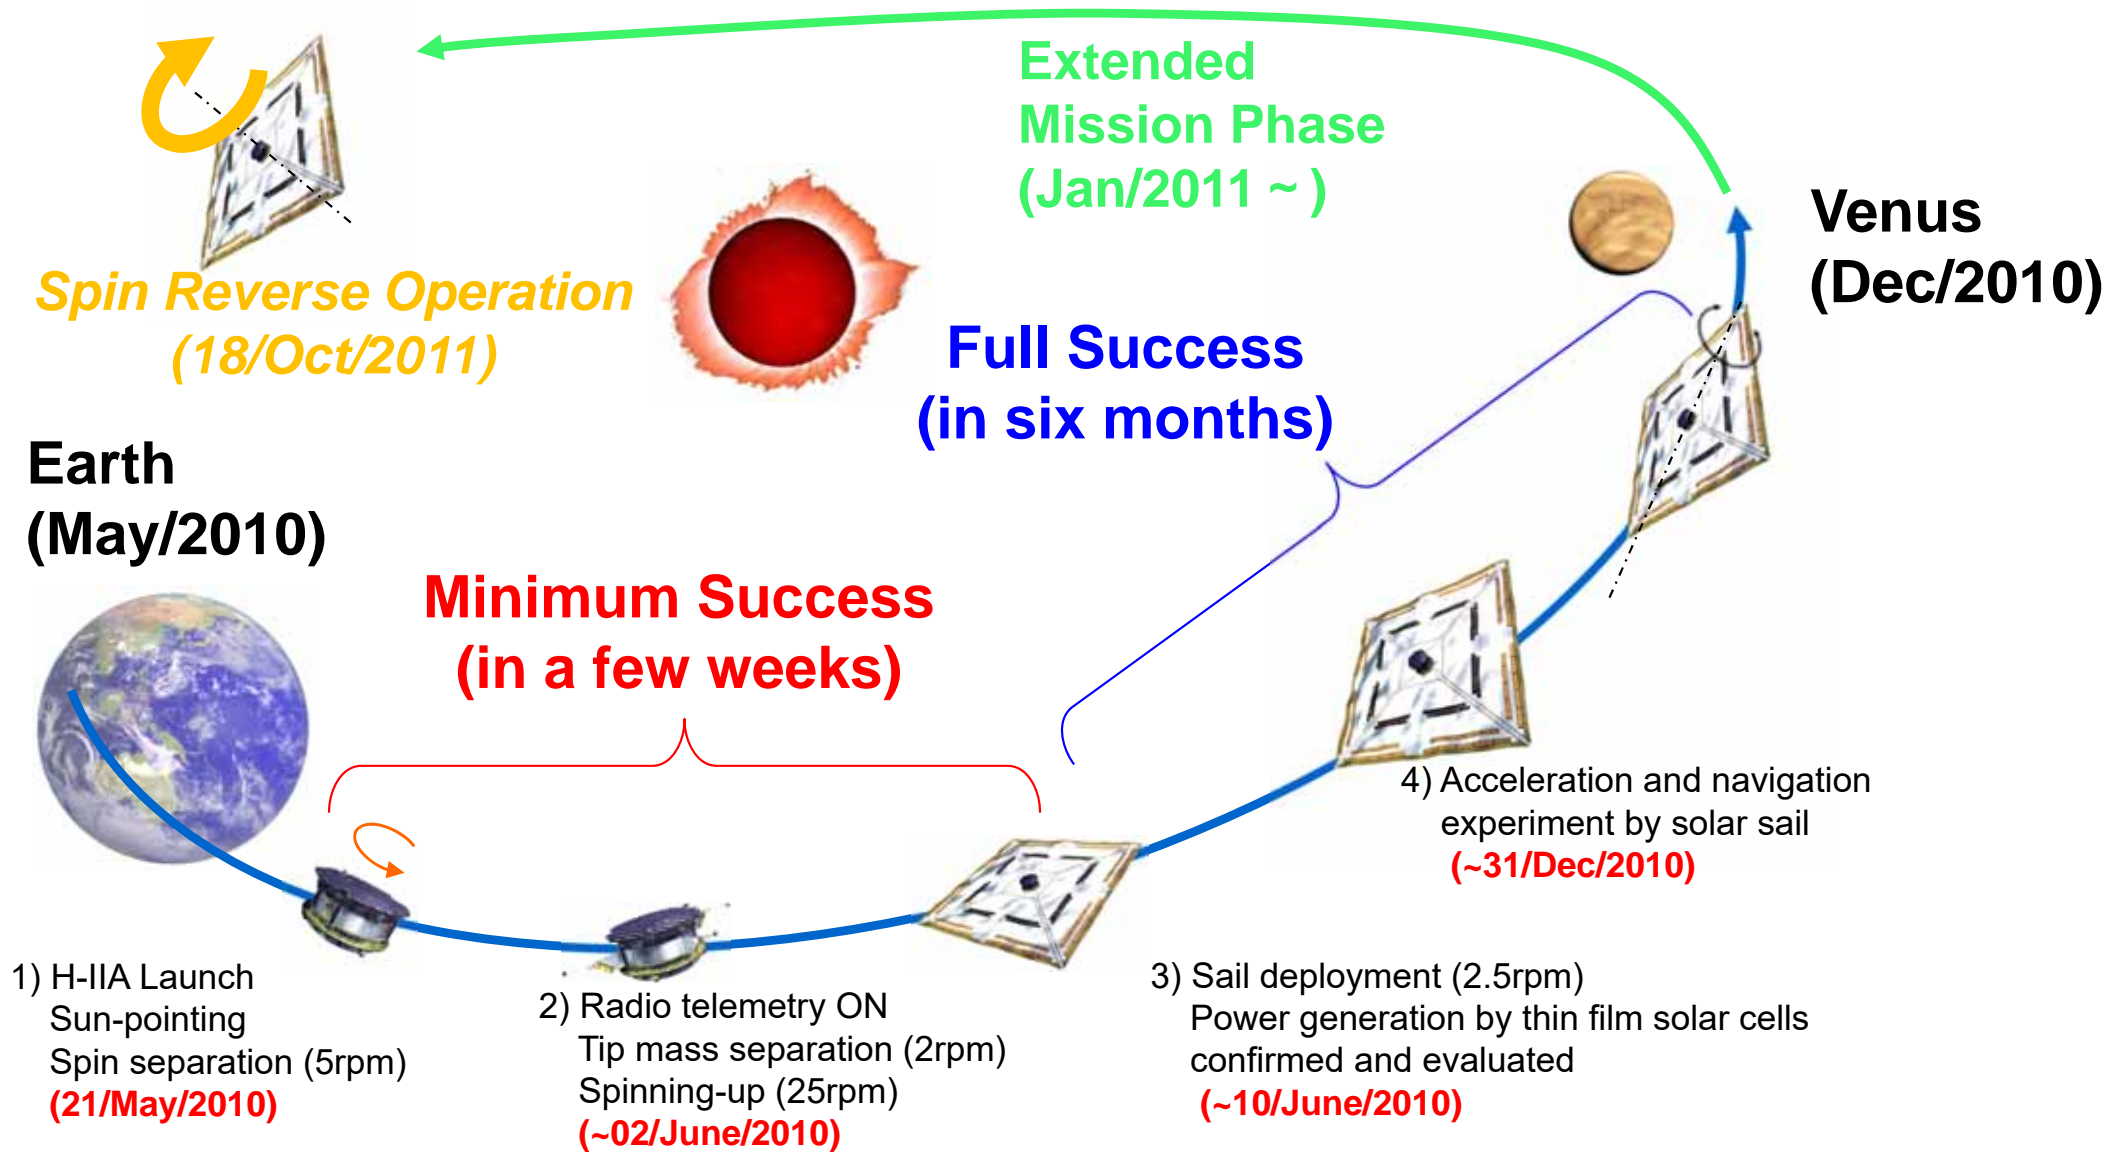 Extended
Mission Phase
(Jan/2011 ~ )
Venus
(Dec/2010)
Spin Reverse Operation
(18/Oct/2011)
Full Success
(in six months)
Earth
(May/2010)
Minimum Success
(in a few weeks)
1) H-IIA Launch
Sun-pointing
Spin separation (5rpm)
(21/May/2010)
2) Radio telemetry ON
Tip mass separation (2rpm)
Spinning-up (25rpm)
(~02/June/2010)
3) Sail deployment (2.5rpm)
Power generation by thin film solar cells
confirmed and evaluated
(~10/June/2010)
4) Acceleration and navigation
experiment by solar sail
(~31/Dec/2010)